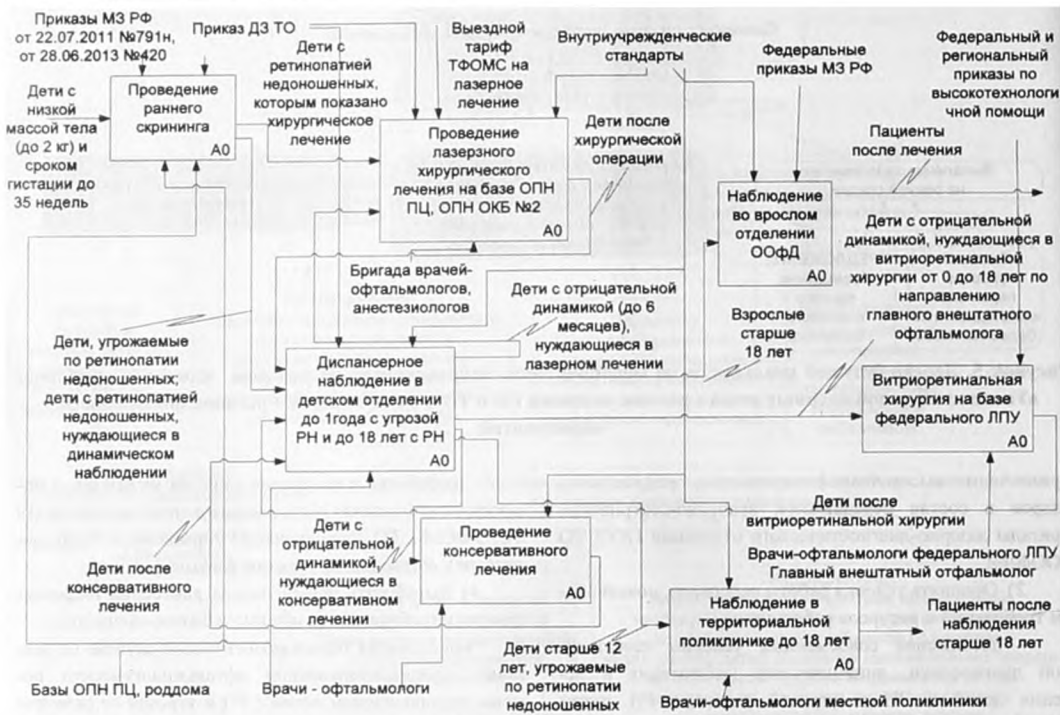 Приказы МЗ РФ
от 22.07.2011 №791н,
от 28.06.2013 №420
Приказ ДЗ ТО
Дети с
ретинопатией
недоношенных,
которым показано
хирургическое
лечение
Выездной
тариф
ТФОМС на
лазерное
лечение
Внутриучрежденческие
стандарты
Федеральные
приказы МЗ РФ
Федеральный и
региональный
приказы по
высокотехнологи
чной помощи
Дети с
низкой
массой тела
(до 2 кг) и
сроком
гистации до
35 недель
Проведение
раннего
скрининга
A0
Проведение
лазерзного
хирургического
лечения на базе ОПН
ПЦ, ОПН ОКБ №2
A0
Дети после
хирургической
операции
Пациенты
после лечения
Наблюдение
во врослом
отделении
ООфД
A0
Дети с отрицательной
динамикой, нуждающиеся в
витриоретинальной
хирургии от 0 до 18 лет по
направлению
главного внештатного
офтальмолога
Бригада врачей-
офтальмологов,
анестезиологов
Дети с отрицательной
динамикой (до 6
месяцев),
нуждающиеся в
лазерном лечении
Взрослые
старше
18 лет
Дети, угрожаемые
по ретинопатии
недоношенных;
дети с ретинопатией
недоношенных,
нуждающиеся в
динамическом
наблюдении
Диспансерное
наблюдение в
детском отделении
до 1года с угрозой
РН и до 18 лет с РН
A0
Витриоретинальная
хирургия на базе
федерального ЛПУ
A0
Дети после
консервативного
лечения
Дети с
отрицательной
динамикой,
нуждающиеся в
консервативном
лечении
Проведение
консервативного
лечения
A0
Дети после
витриоретинальной хирургии
Врачи-офтальмологи федерального ЛПУ
Главный внештатный отфальмолог
Наблюдение в
территориальной
поликлинике до 18 лет
A0
Пациенты после
наблюдения
старше 18 лет
Дети старше 12
лет, угрожаемые
по ретинопатии
недоношенных
Базы ОПН ПЦ, роддома
Врачи - офтальмологи
Врачи-офтальмологи местной поликлиники